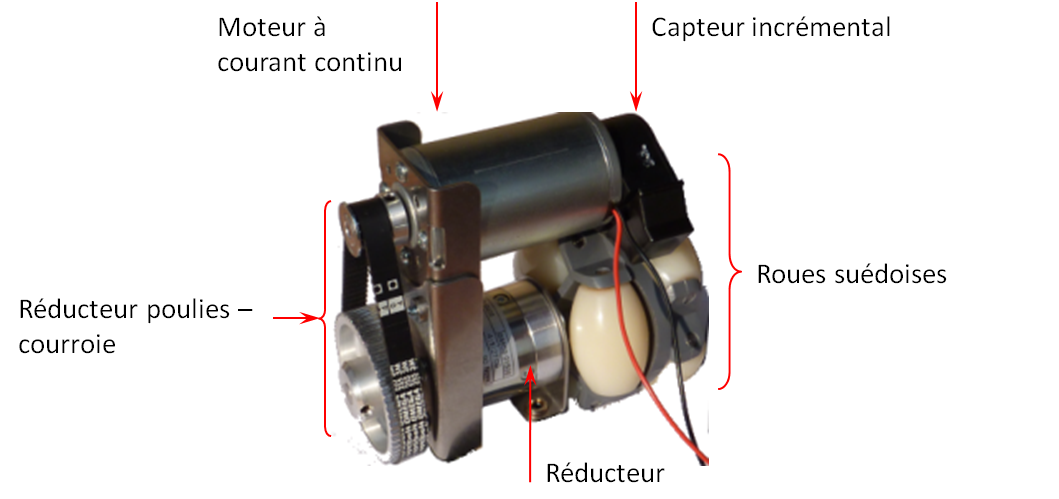 Moteur à
courant continu
Capteur incrémental
Roues suédoises
Réducteur poulies –
courroie
Réducteur